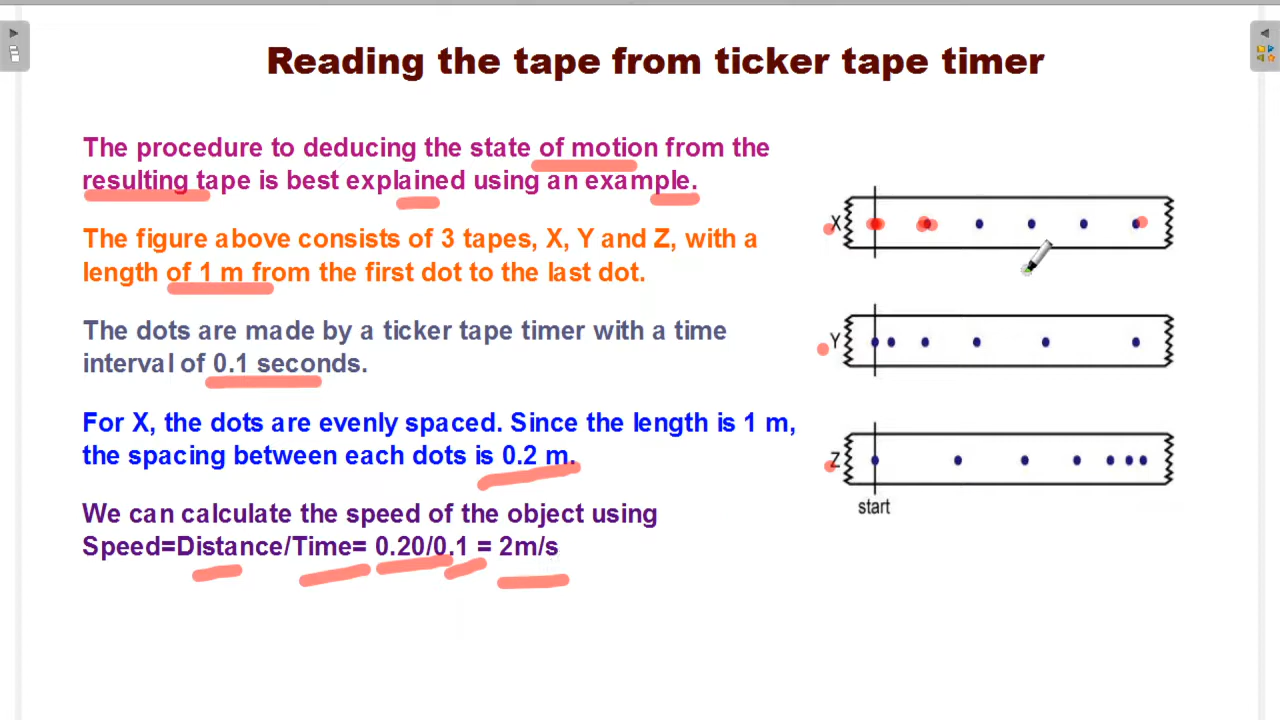 Reading the tape from ticker tape timer
The procedure to deducing the state of motion from the
resulting tape is best explained using an example.
The figure above consists of 3 tapes, X, Y and Z, with a
length of 1 m from the first dot to the last dot.
The dots are made by a ticker tape timer with a time
interval of 0.1 seconds.
For X, the dots are evenly spaced. Since the length is 1 m,
the spacing between each dots is 0.2 m.
We can calculate the speed of the object using
Speed=Distance/Time= 0.20/0.1 = 2m/s
X
Y
Z
start